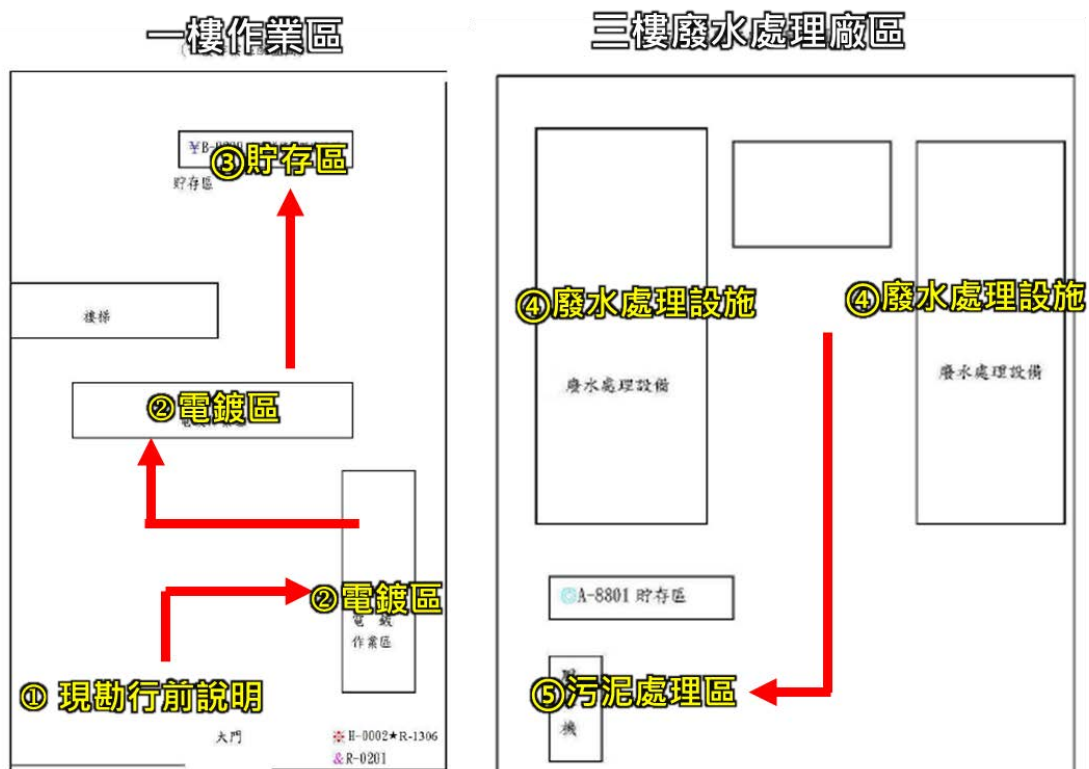 一樓作業區
¥B-0
③貯存區
貯存區
樓梯
②電鍍區
②電鍍區
電鍍
作業區
① 現勘行前說明
大門
※H-0002★R-1306
&R-0201
三樓廢水處理廠區
④廢水處理設施
④廢水處理設施
廢水處理設備
廢水處理設備
◎A-8801 貯存區
⑤污泥處理區
機